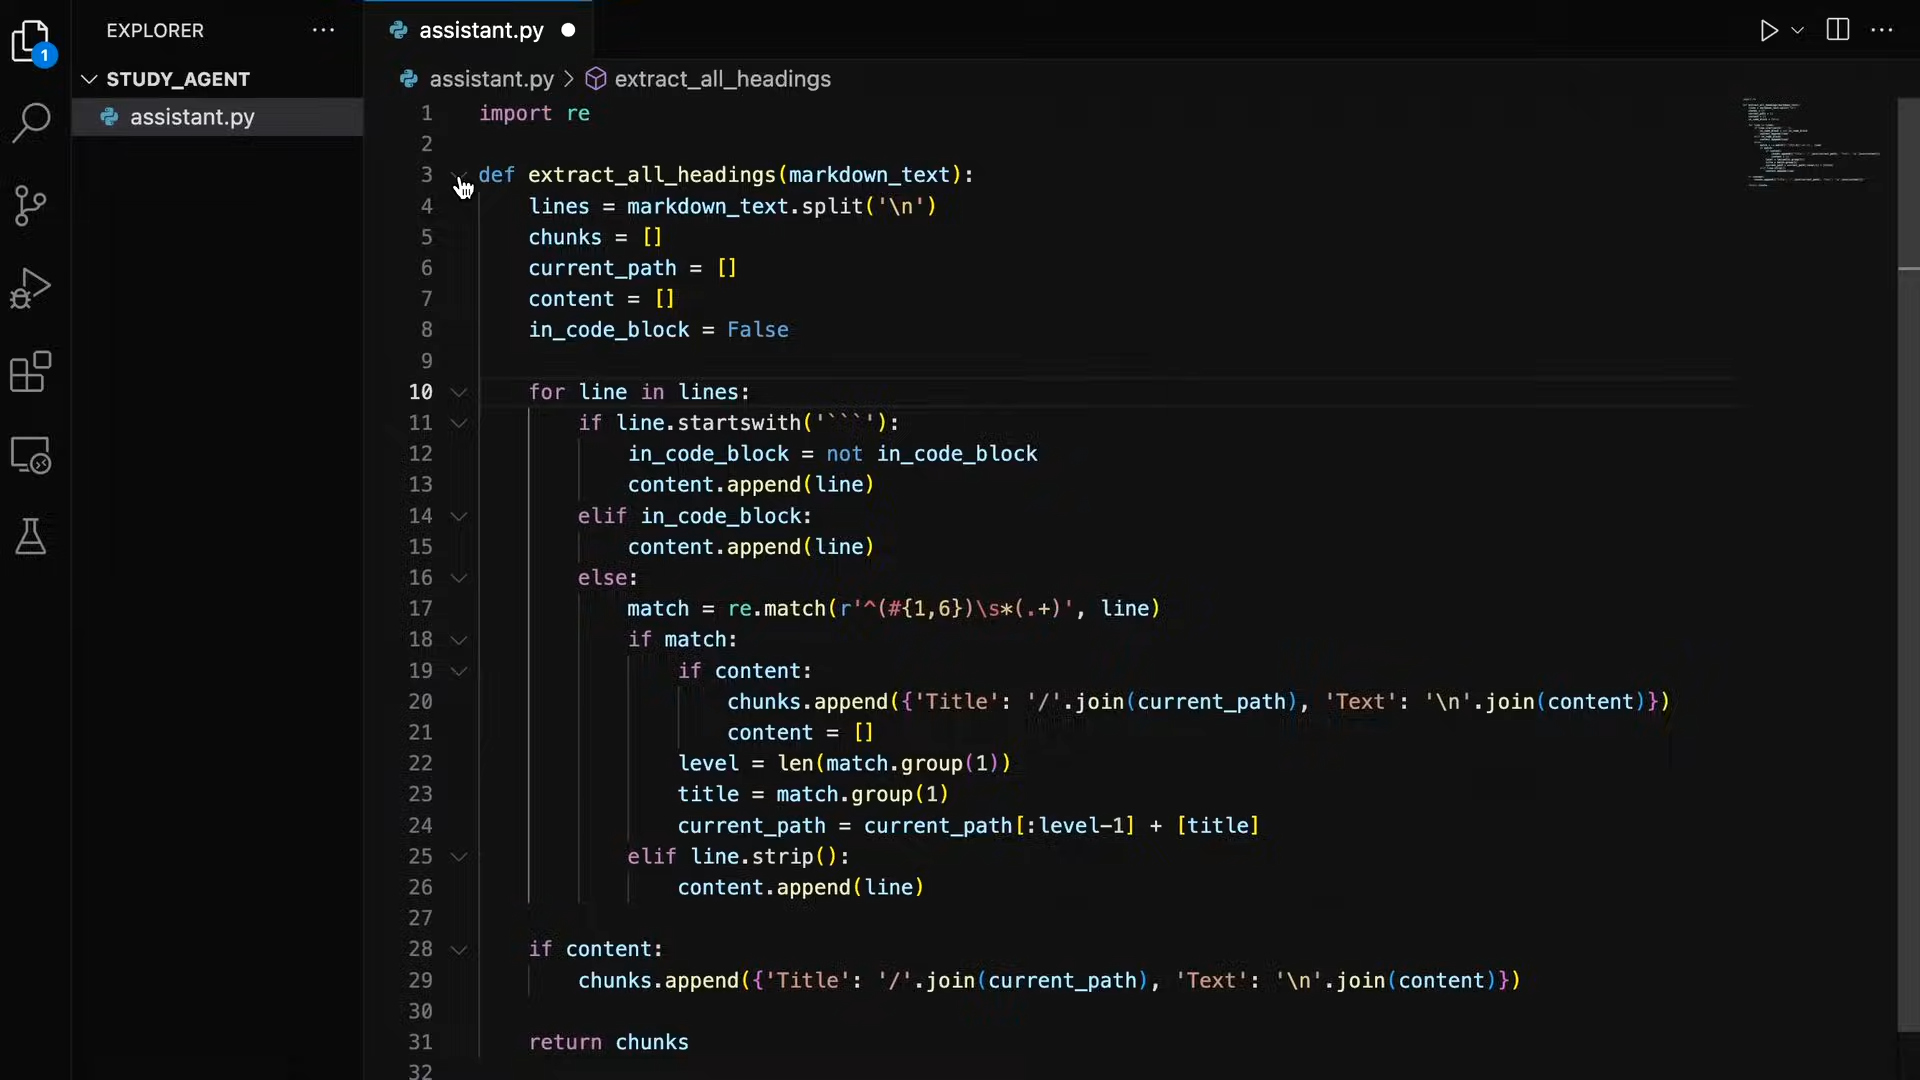 EXPLORER
STUDY_AGENT
assistant.py
1
assistant.py
assistant.py > extract_all_headings
1 import re
2
3 def extract_all_headings(markdown_text):
4     lines = markdown_text.split('\n')
5     chunks = []
6     current_path = []
7     content = []
8     in_code_block = False
9
10     for line in lines:
11         if line.startswith('```'):
12             in_code_block = not in_code_block
13             content.append(line)
14         elif in_code_block:
15             content.append(line)
16         else:
17             match = re.match(r'^(#{1,6})\s*(.+)', line)
18             if match:
19                 if content:
20                     chunks.append({'Title': '/'.join(current_path), 'Text': '\n'.join(content)})
21                     content = []
22                 level = len(match.group(1))
23                 title = match.group(1)
24                 current_path = current_path[:level-1] + [title]
25             elif line.strip():
26                 content.append(line)
27
28     if content:
29         chunks.append({'Title': '/'.join(current_path), 'Text': '\n'.join(content)})
30
31     return chunks
32